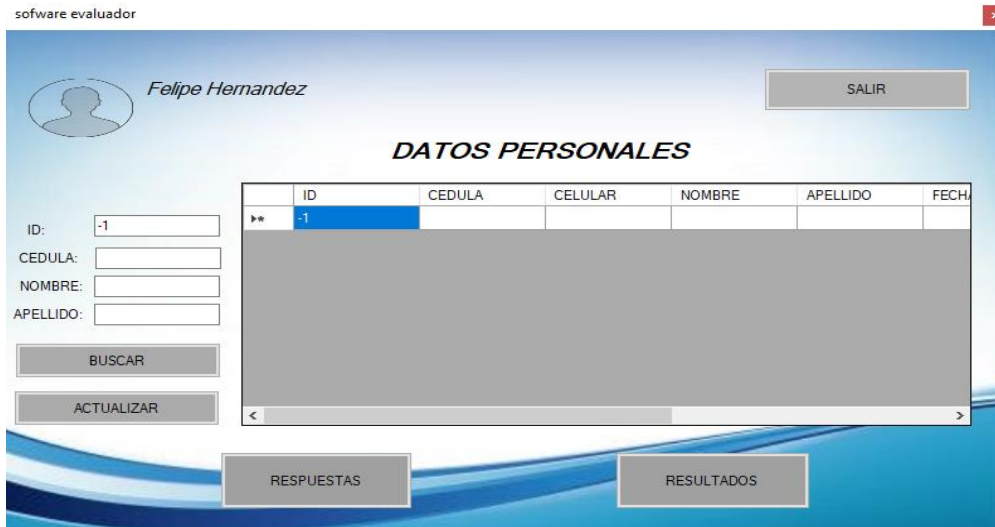 sofware evaluador
Felipe Hernandez
SALIR
DATOS PERSONALES
ID CEDULA CELULAR NOMBRE APELLIDO FECHA
-1
ID: -1
CEDULA:
NOMBRE:
APELLIDO:
BUSCAR
ACTUALIZAR
RESPUESTAS
RESULTADOS